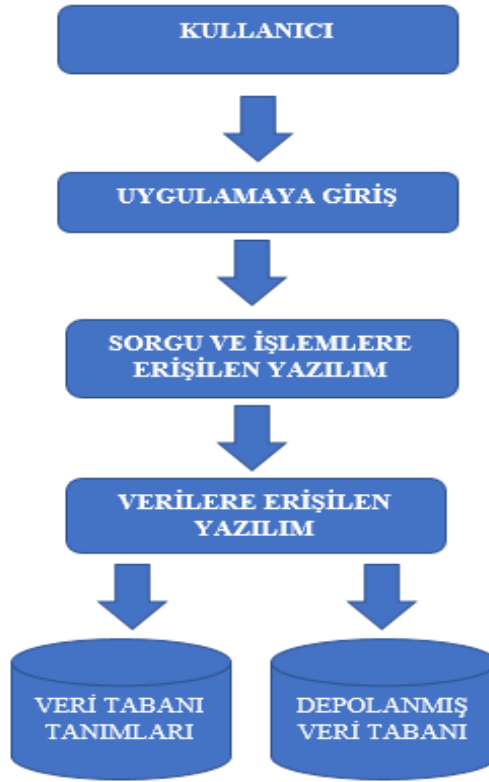 KULLANICI
UYGULAMAYA GİRİŞ
SORGU VE İŞLEMLERE
ERİŞİLEN YAZILIM
VERİLERE ERİŞİLEN
YAZILIM
VERİ TABANI
TANIMLARI
DEPOLANMIŞ
VERİ TABANI